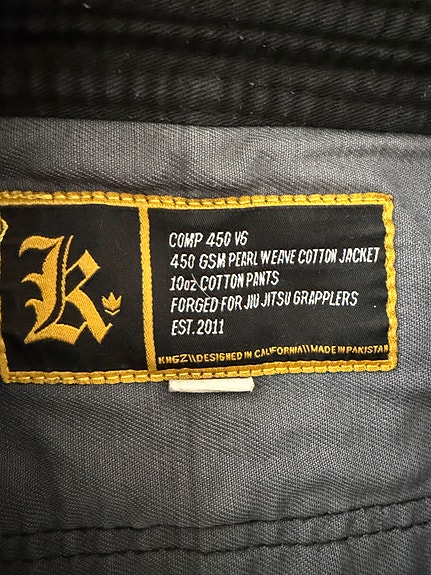 K
COMP 450 V6
450 GSM PEARL WEAVE COTTON JACKET
10oz COTTON PANTS
FORGED FOR JIU JITSU GRAPPLERS
EST. 2011
KNGZ\\DESIGNED IN CALIFORNIA\\MADE IN PAKISTAN